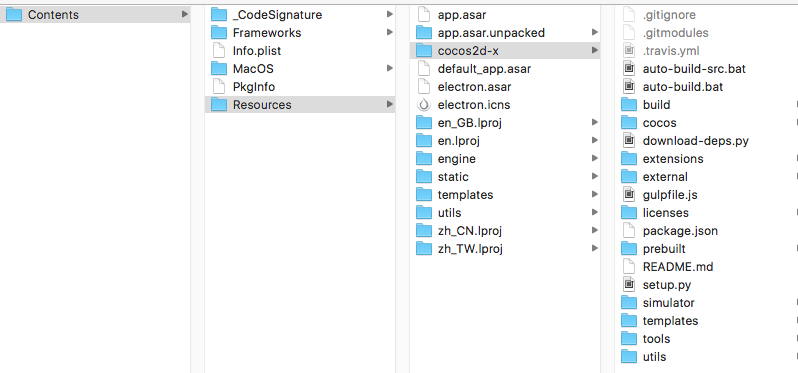 Contents
_CodeSignature
Frameworks
Info.plist
MacOS
PkgInfo
Resources
app.asar
app.asar.unpacked
cocos2d-x
default_app.asar
electron.asar
electron.icns
en_GB.lproj
en.lproj
engine
static
templates
utils
zh_CN.lproj
zh_TW.lproj
.gitignore
.gitmodules
.travis.yml
auto-build-src.bat
auto-build.bat
build
cocos
download-deps.py
extensions
external
gulpfile.js
licenses
package.json
prebuilt
README.md
setup.py
simulator
templates
tools
utils